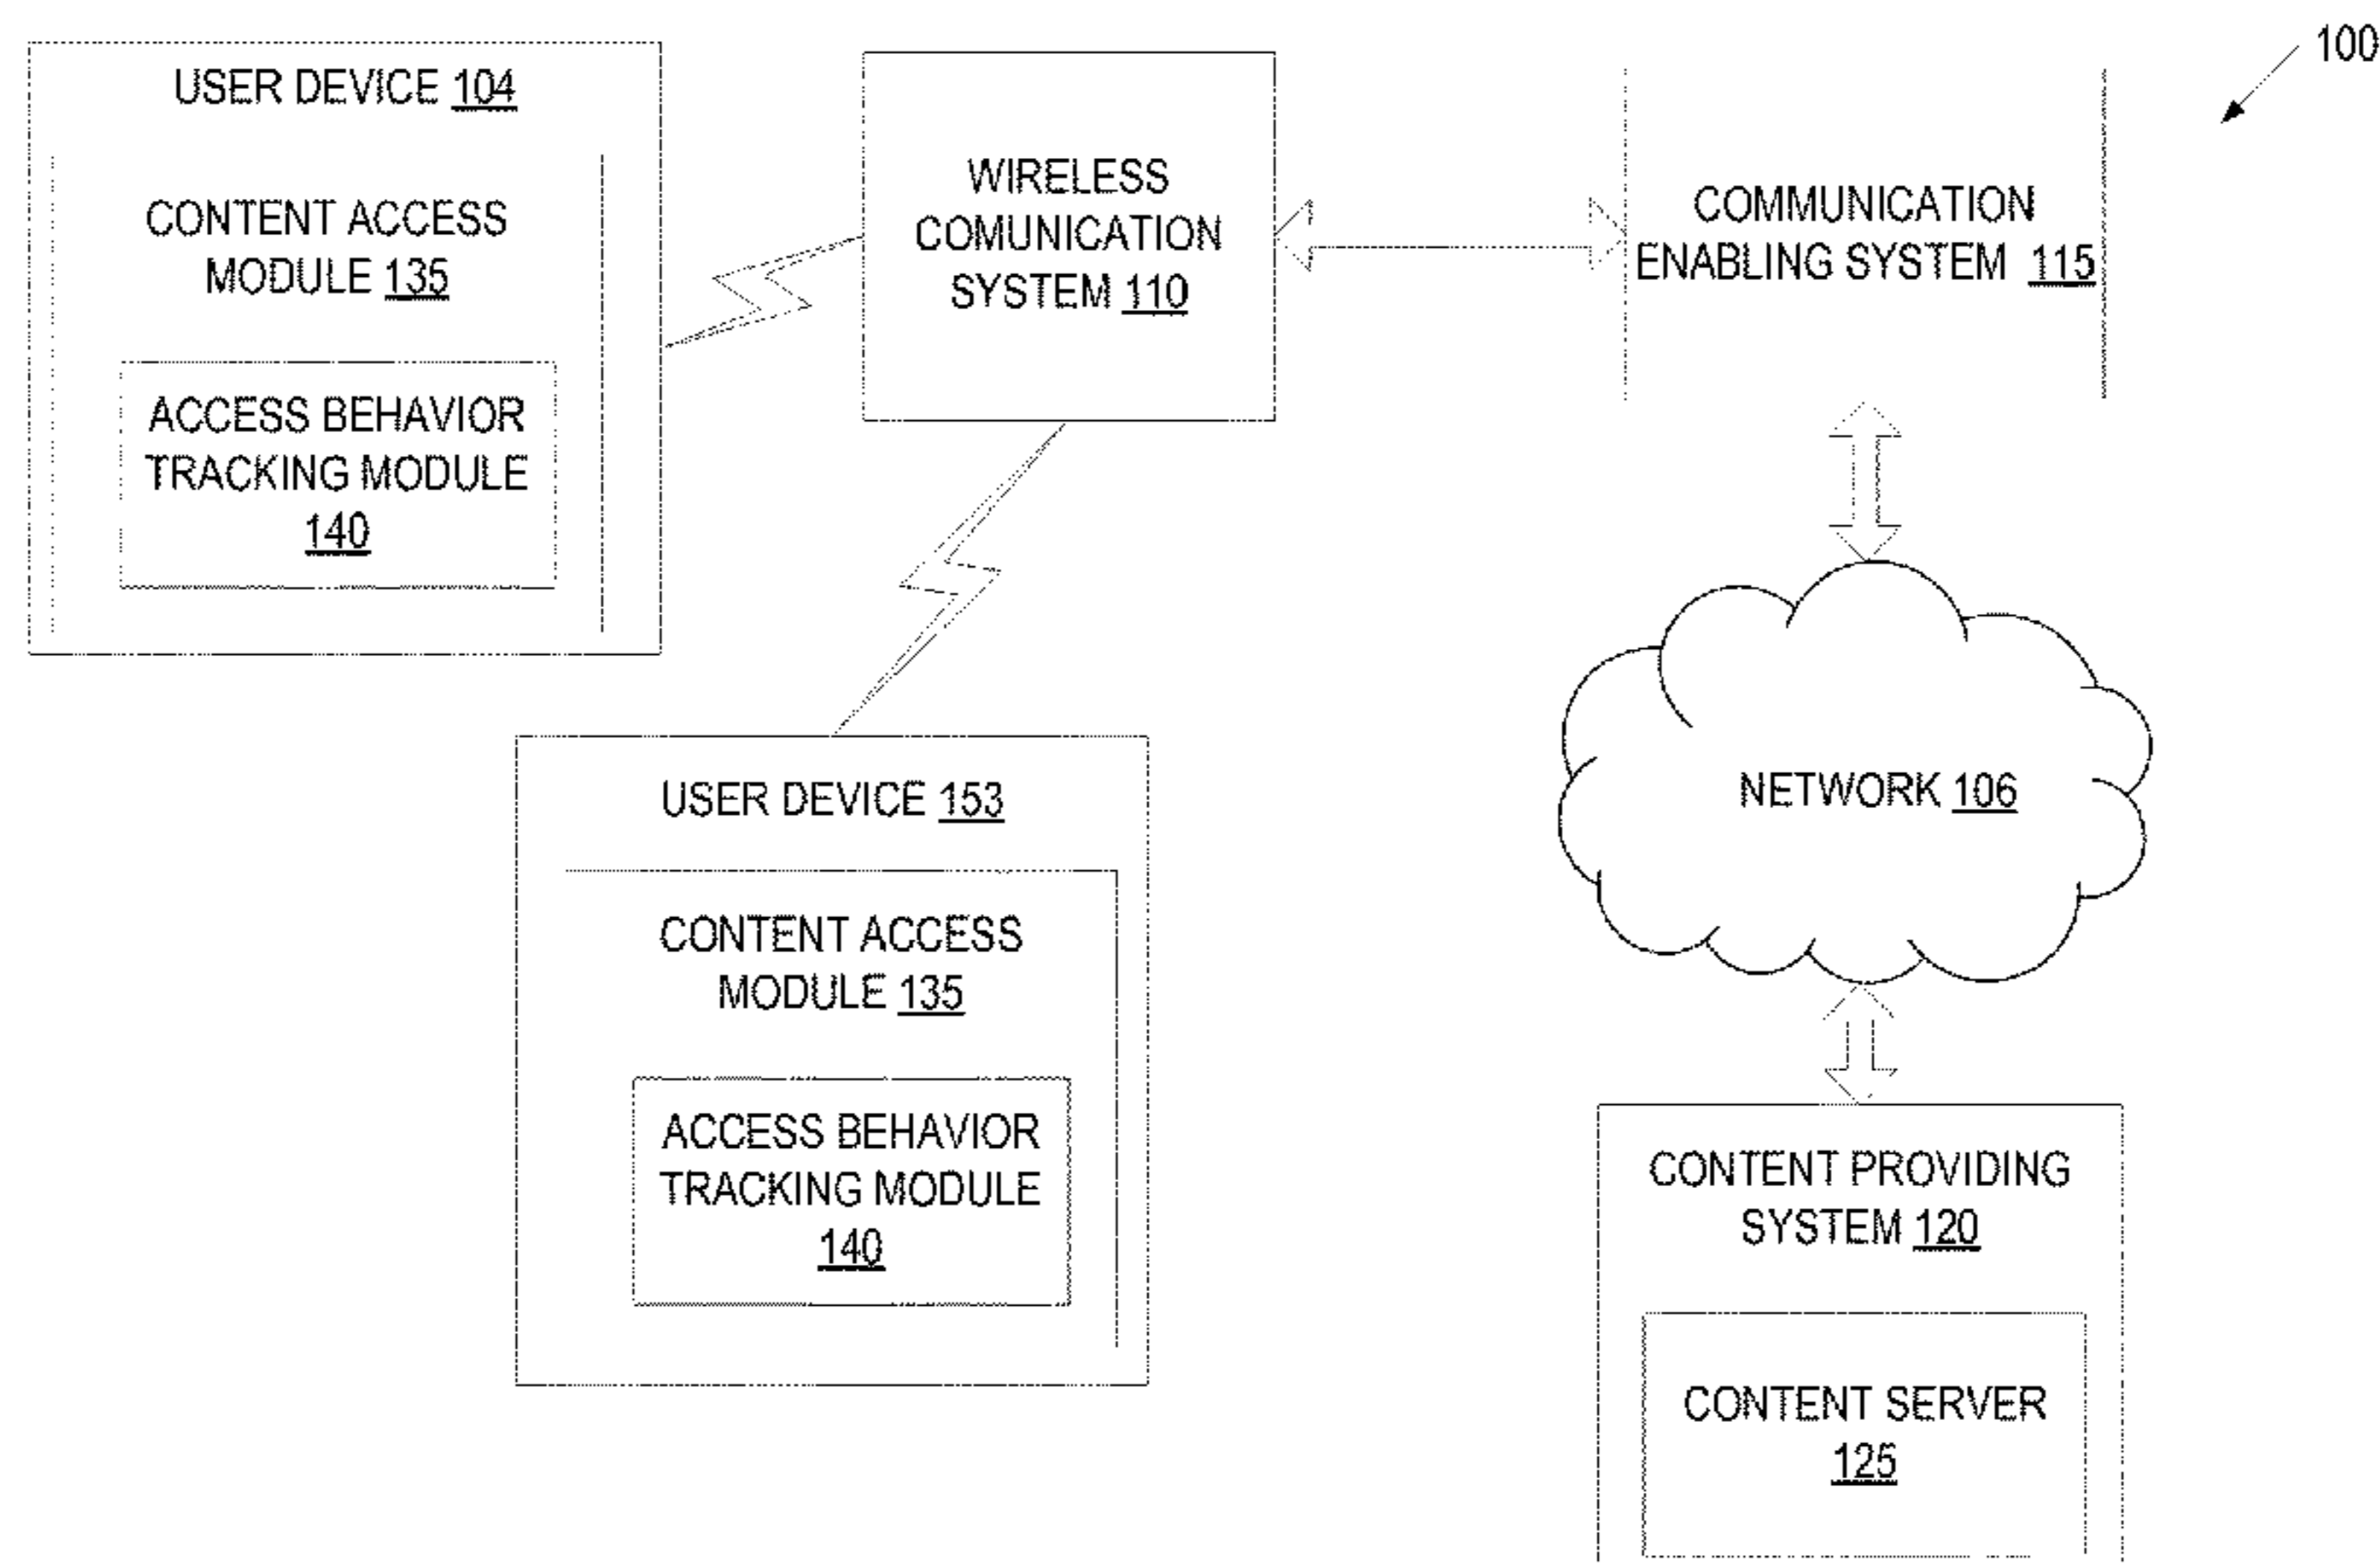 100
USER DEVICE 104
CONTENT ACCESS
MODULE 135
ACCESS BEHAVIOR
TRACKING MODULE
140
WIRELESS
COMUNICATION
SYSTEM 110
COMMUNICATION
ENABLING SYSTEM 115
USER DEVICE 153
CONTENT ACCESS
MODULE 135
ACCESS BEHAVIOR
TRACKING MODULE
140
NETWORK 106
CONTENT PROVIDING
SYSTEM 120
CONTENT SERVER
125